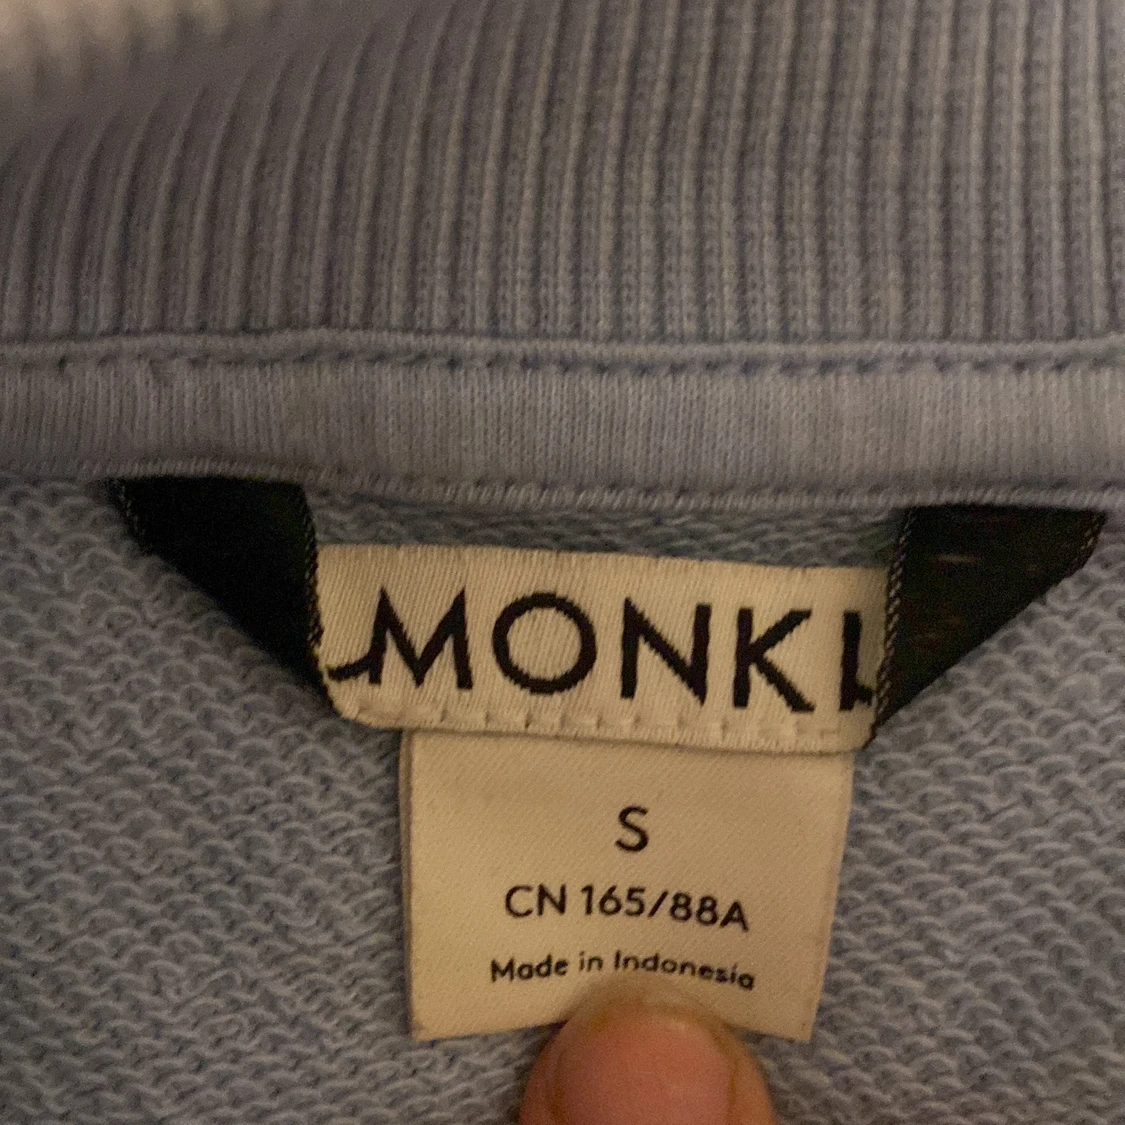 MONKI
S
CN 165/88A
Made in Indonesia